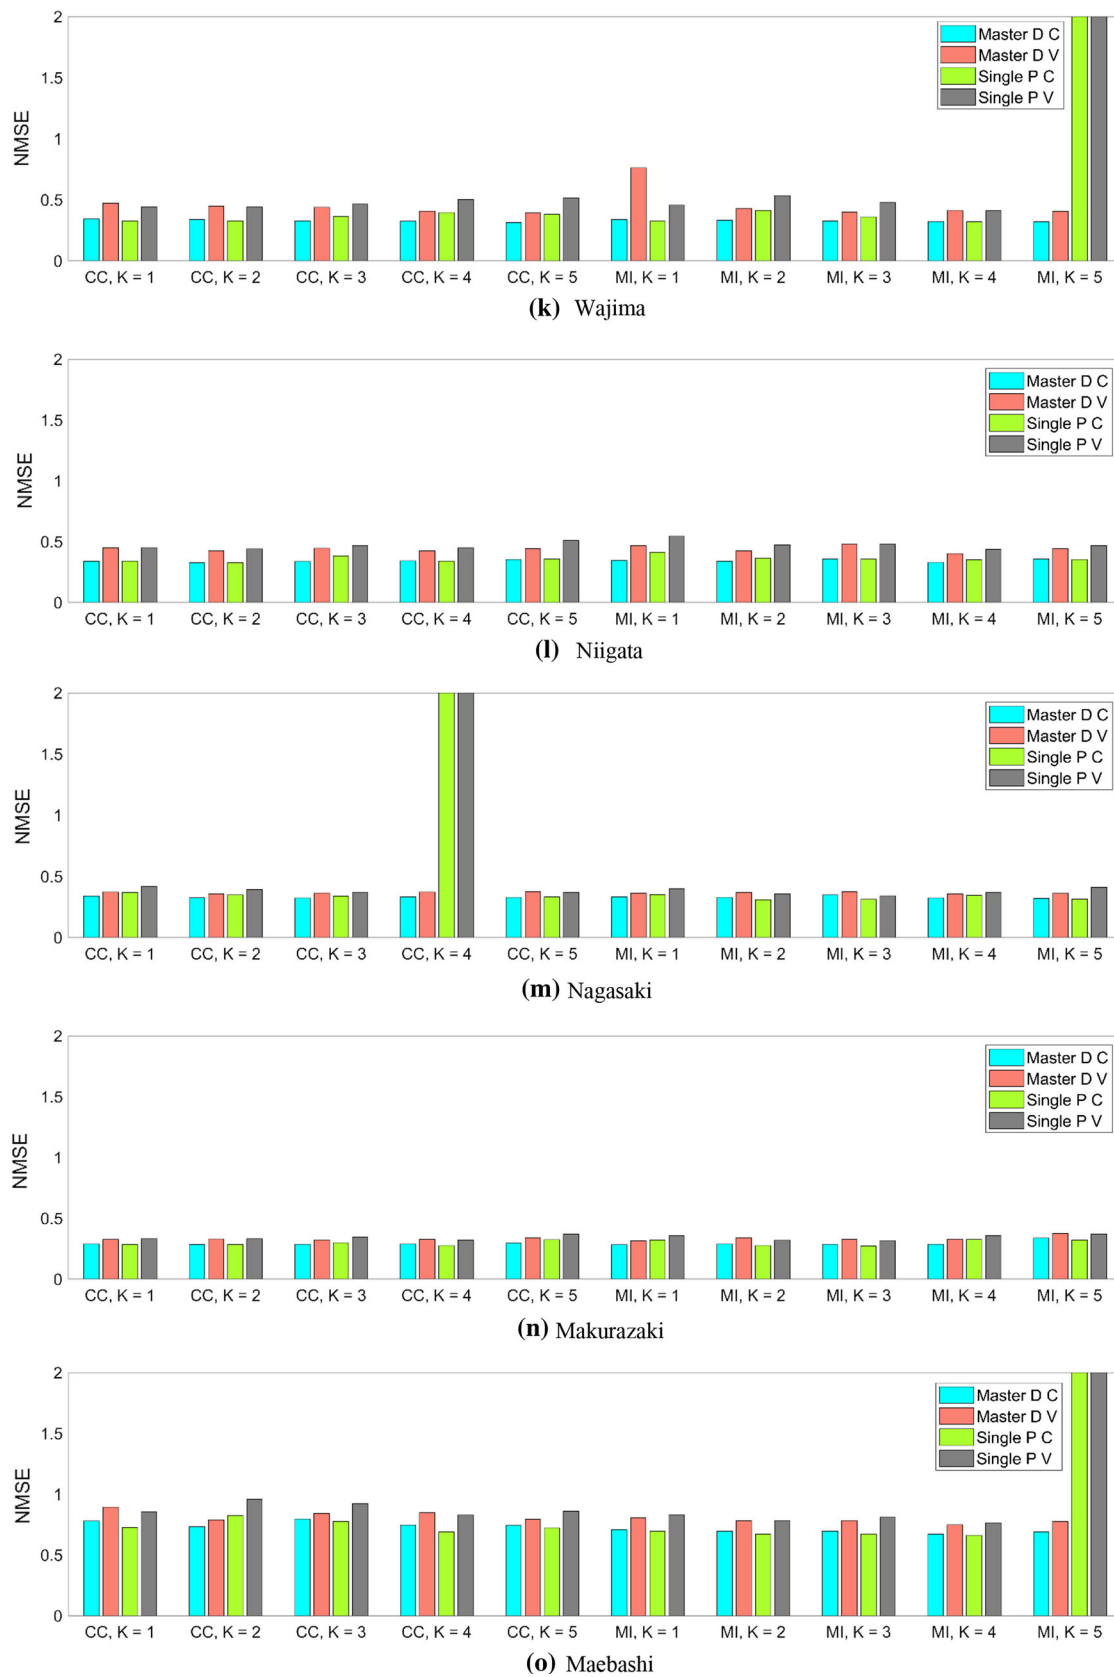 2
1.5
1
0.5
0
NMSE
Master D C
Master D V
Single P C
Single P V
CC, K = 1 CC, K = 2 CC, K = 3 CC, K = 4 CC, K = 5 MI, K = 1 MI, K = 2 MI, K = 3 MI, K = 4 MI, K = 5
(k) Wajima
2
1.5
1
0.5
0
NMSE
Master D C
Master D V
Single P C
Single P V
CC, K = 1 CC, K = 2 CC, K = 3 CC, K = 4 CC, K = 5 MI, K = 1 MI, K = 2 MI, K = 3 MI, K = 4 MI, K = 5
(l) Niigata
2
1.5
1
0.5
0
NMSE
Master D C
Master D V
Single P C
Single P V
CC, K = 1 CC, K = 2 CC, K = 3 CC, K = 4 CC, K = 5 MI, K = 1 MI, K = 2 MI, K = 3 MI, K = 4 MI, K = 5
(m) Nagasaki
2
1.5
1
0.5
0
NMSE
Master D C
Master D V
Single P C
Single P V
CC, K = 1 CC, K = 2 CC, K = 3 CC, K = 4 CC, K = 5 MI, K = 1 MI, K = 2 MI, K = 3 MI, K = 4 MI, K = 5
(n) Makurazaki
2
1.5
1
0.5
0
NMSE
Master D C
Master D V
Single P C
Single P V
CC, K = 1 CC, K = 2 CC, K = 3 CC, K = 4 CC, K = 5 MI, K = 1 MI, K = 2 MI, K = 3 MI, K = 4 MI, K = 5
(o) Maebashi